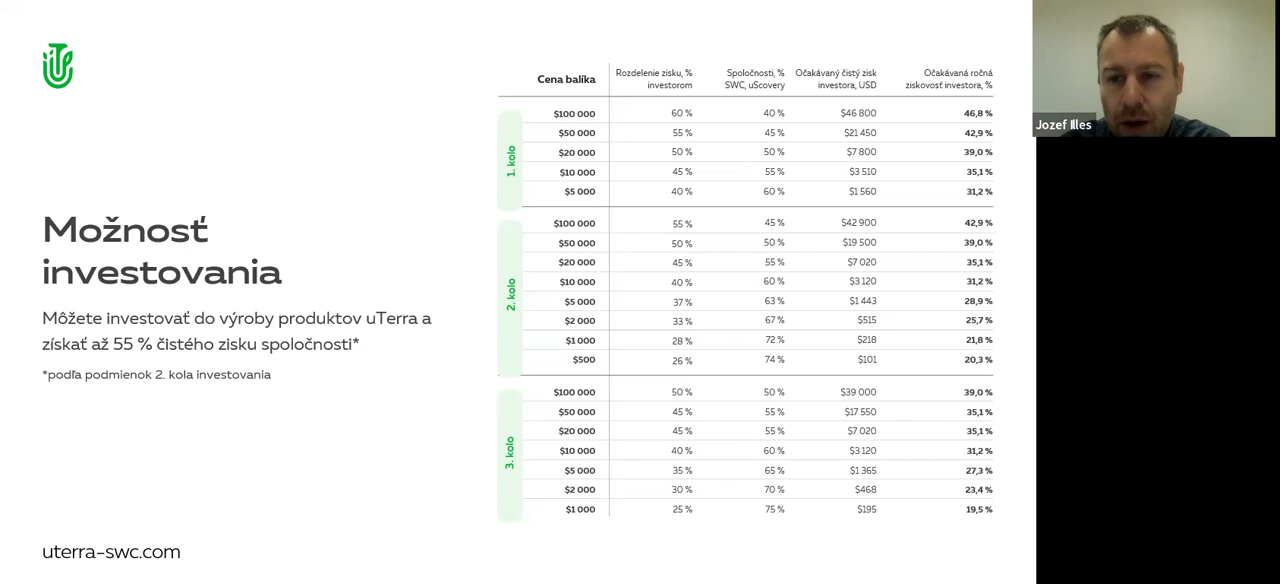 Možnosť
investovania
Môžete investovať do výroby produktov uTerra a
získať až 55 % čistého zisku spoločnosti*
*podľa podmienok 2. kola investovania
uterra-swc.com
Cena balíka
Rozdelenie zisku, %
investorom
Spoločnosti, %
SWC, uScovery
Očakávaný čistý zisk
investora, USD
Očakávaná ročná
ziskovosť investora, %
1. kolo
$100 000 60 % 40 % $46 800 46,8 %
$50 000 55 % 45 % $21 450 42,9 %
$20 000 50 % 50 % $7 800 39,0 %
$10 000 45 % 55 % $3 510 35,1 %
$5 000 40 % 60 % $1 560 31,2 %
2. kolo
$100 000 55 % 45 % $42 900 42,9 %
$50 000 50 % 50 % $19 500 39,0 %
$20 000 45 % 55 % $7 020 35,1 %
$10 000 40 % 60 % $3 120 31,2 %
$5 000 37 % 63 % $1 443 28,9 %
$2 000 33 % 67 % $515 25,7 %
$1 000 28 % 72 % $218 21,8 %
$500 26 % 74 % $101 20,3 %
3. kolo
$100 000 50 % 50 % $39 000 39,0 %
$50 000 45 % 55 % $17 550 35,1 %
$20 000 45 % 55 % $7 020 35,1 %
$10 000 40 % 60 % $3 120 31,2 %
$5 000 35 % 65 % $1 365 27,3 %
$2 000 30 % 70 % $468 23,4 %
$1 000 25 % 75 % $195 19,5 %
Jozef Illes